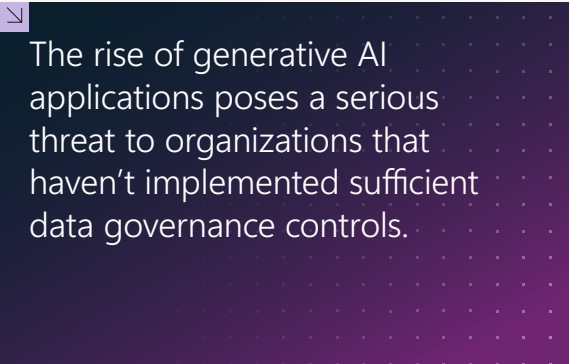 The rise of generative AI
applications poses a serious
threat to organizations that
haven’t implemented sufficient
data governance controls.